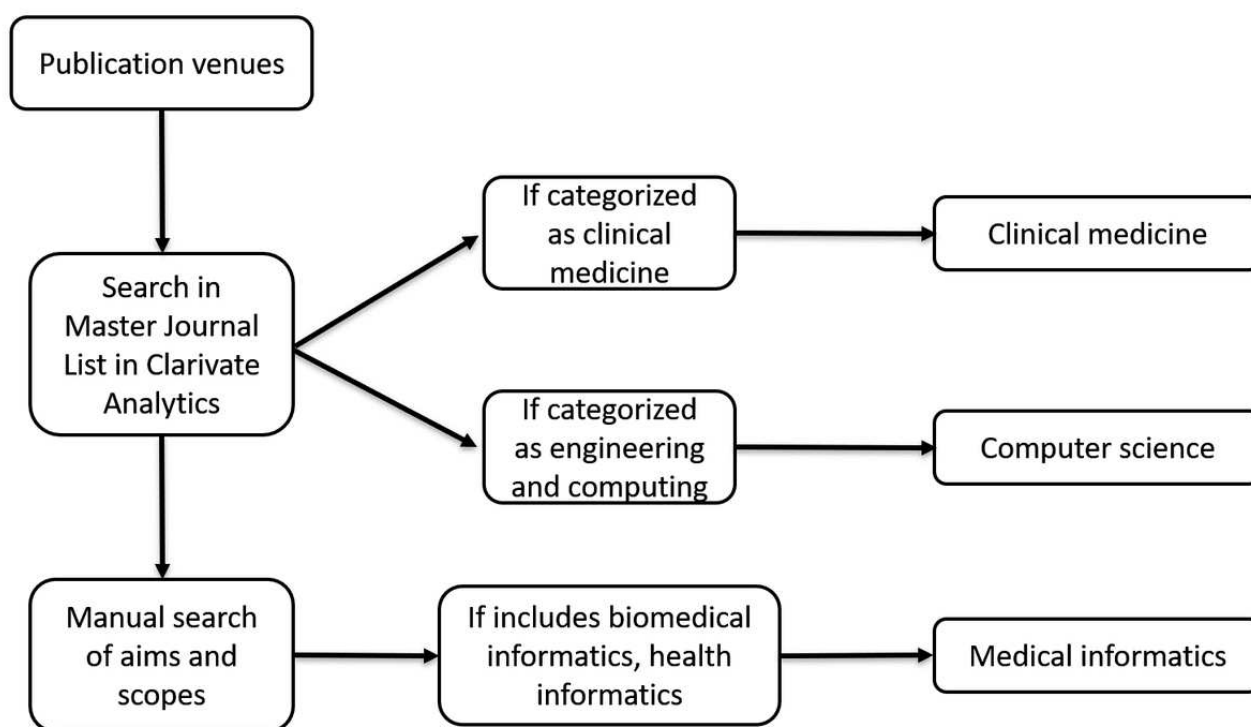 Publication venues
If categorized
as clinical
medicine
Clinical medicine
Search in
Master Journal
List in Clarivate
Analytics
If categorized
as engineering
and computing
Computer science
Manual search
of aims and
scopes
If includes biomedical
informatics, health
informatics
Medical informatics